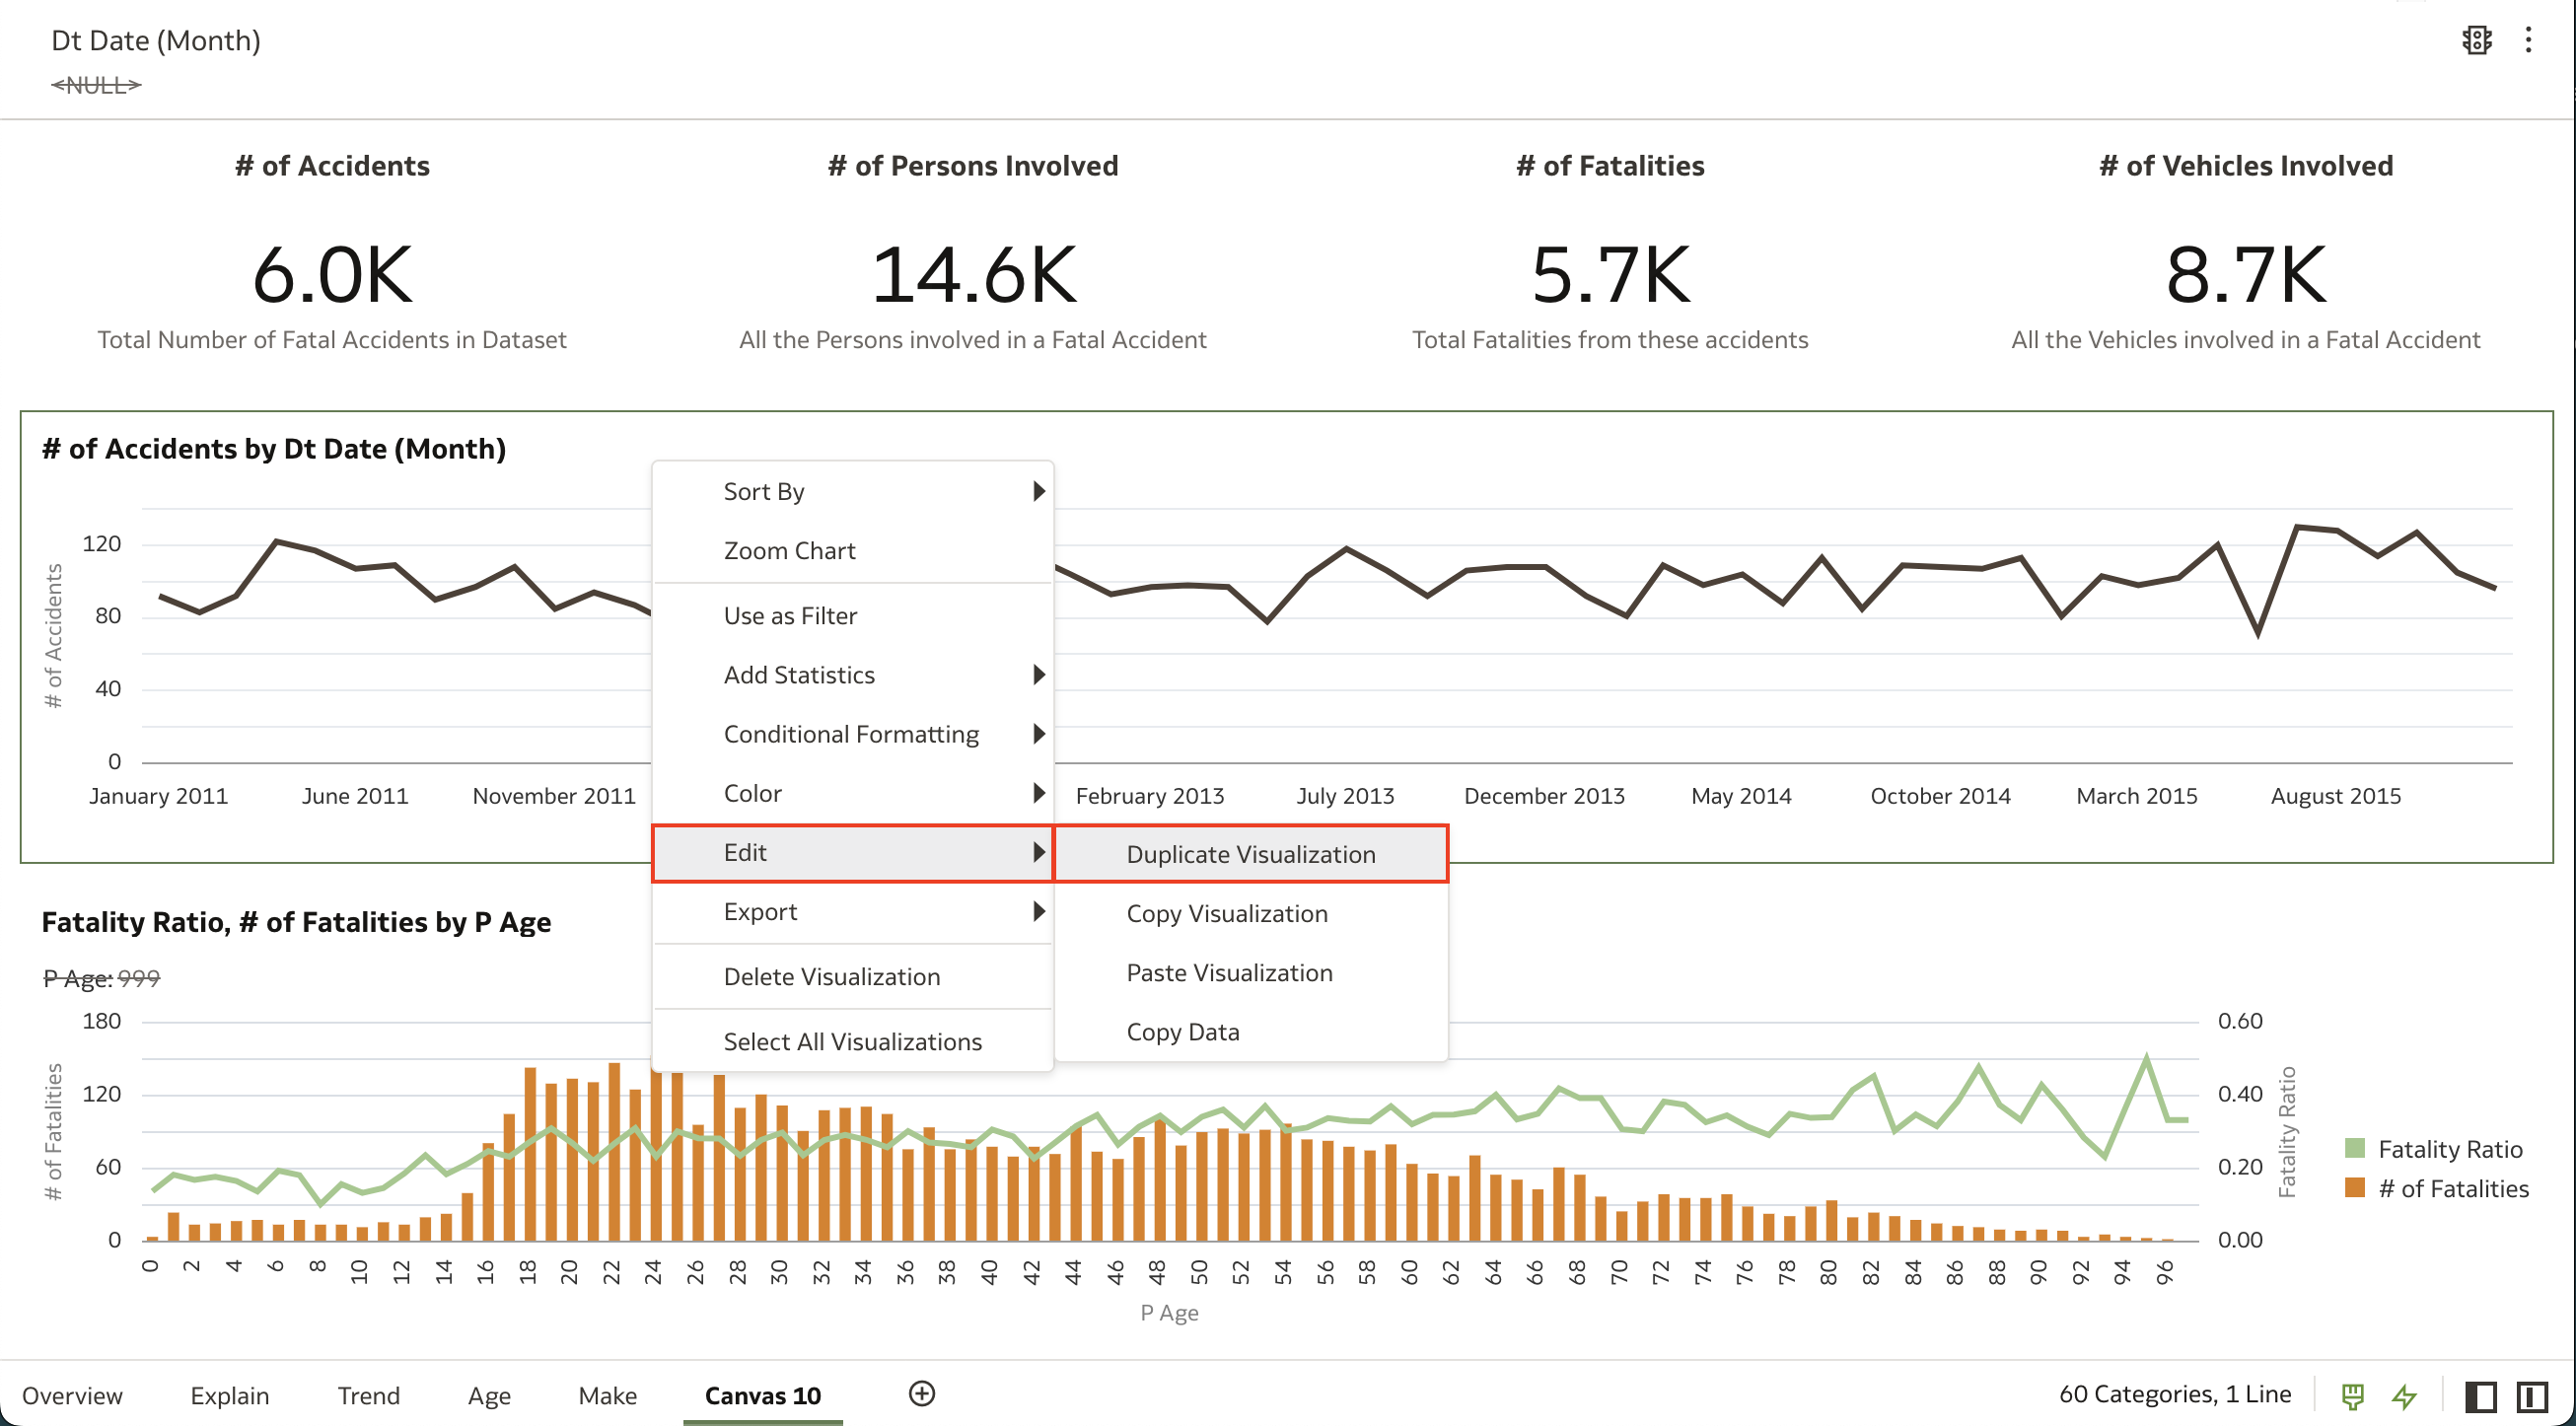 Dt Date (Month)
<NULL>
# of Accidents
# of Persons Involved
# of Fatalities
# of Vehicles Involved
6.0K
14.6K
5.7K
8.7K
Total Number of Fatal Accidents in Dataset
All the Persons involved in a Fatal Accident
Total Fatalities from these accidents
All the Vehicles involved in a Fatal Accident
# of Accidents by Dt Date (Month)
# of Accidents
120
80
40
0
January 2011
June 2011
November 2011
February 2013
July 2013
December 2013
May 2014
October 2014
March 2015
August 2015
Sort By
Zoom Chart
Use as Filter
Add Statistics
Conditional Formatting
Color
Edit
Export
Delete Visualization
Select All Visualizations
Duplicate Visualization
Copy Visualization
Paste Visualization
Copy Data
Fatality Ratio, # of Fatalities by P Age
P Age: 999
# of Fatalities
180
120
60
0
0.60
0.40
0.20
0.00
Fatality Ratio
Fatality Ratio
# of Fatalities
0 2 4 6 8 10 12 14 16 18 20 22 24 26 28 30 32 34 36 38 40 42 44 46 48 50 52 54 56 58 60 62 64 66 68 70 72 74 76 78 80 82 84 86 88 90 92 94 96
P Age
Overview
Explain
Trend
Age
Make
Canvas 10
60 Categories, 1 Line